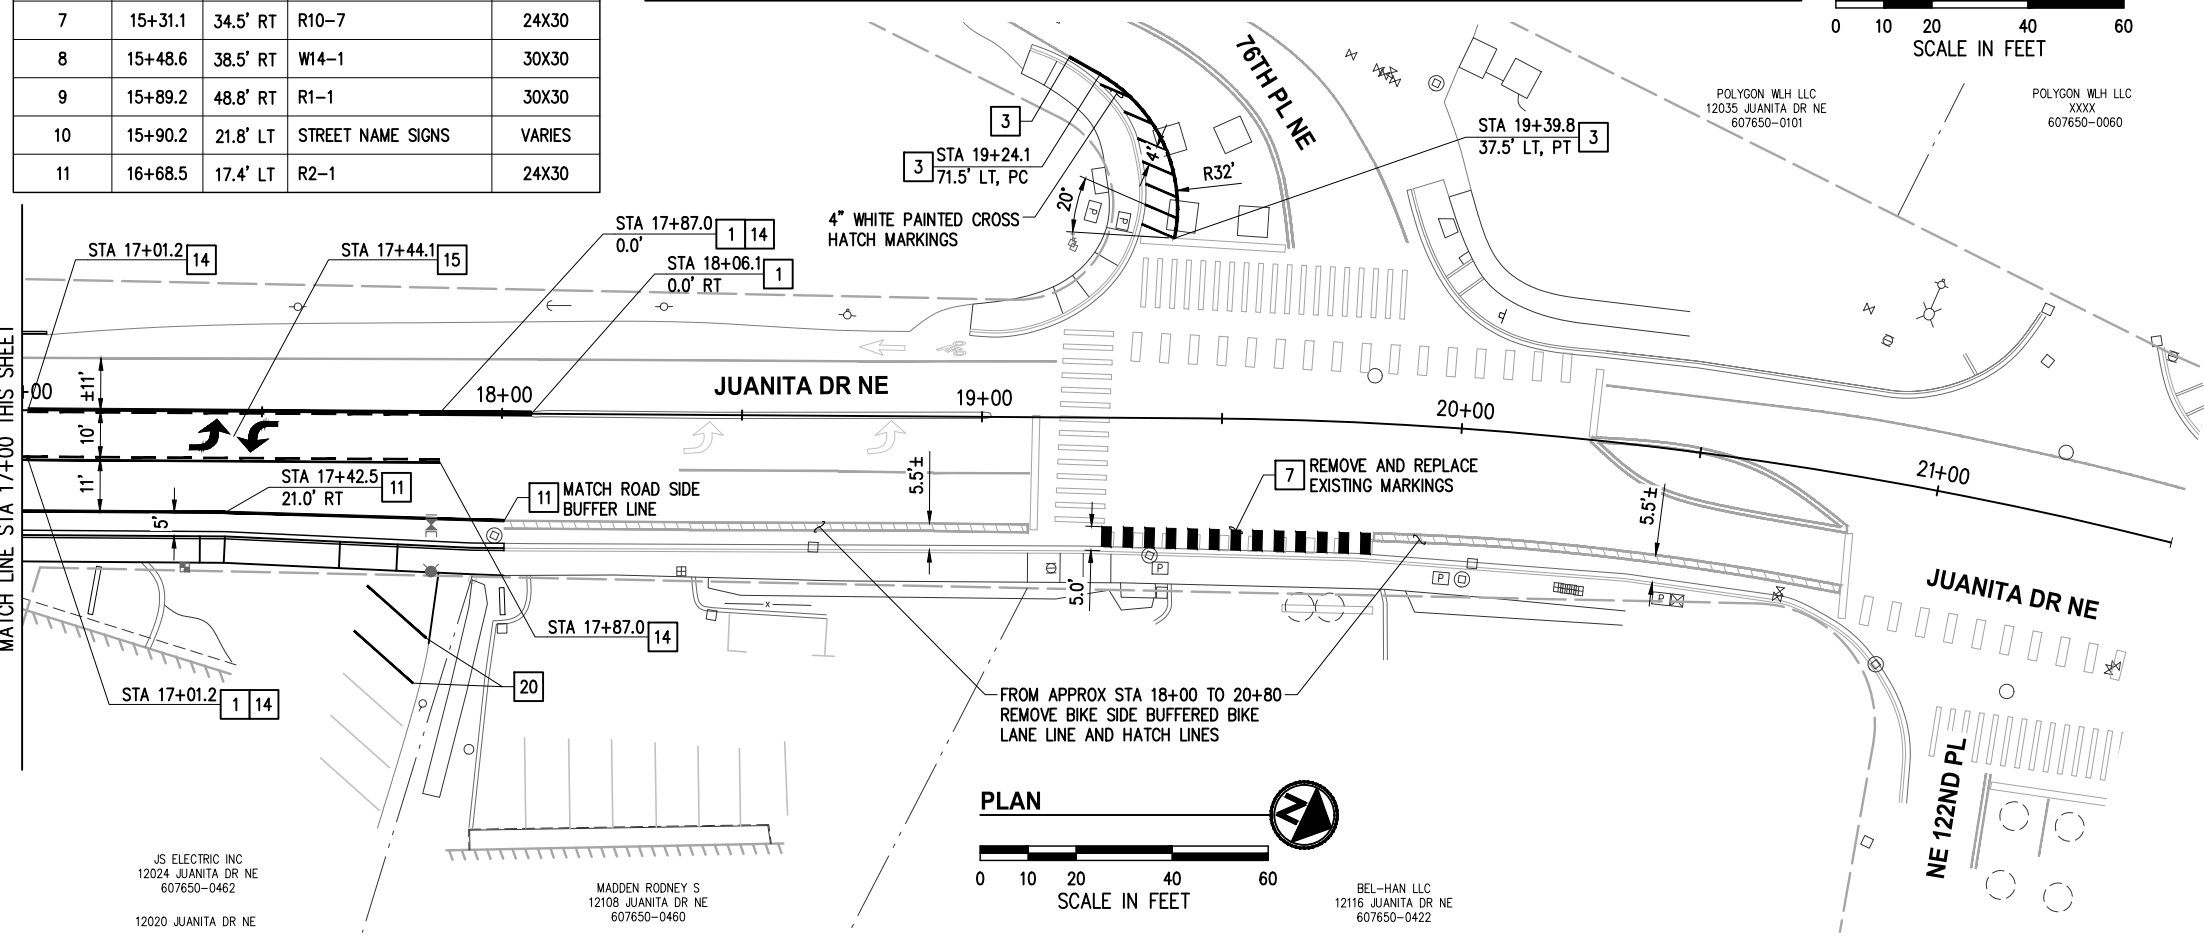 7 15+31.1 34.5' RT R10-7 24X30
8 15+48.6 38.5' RT W14-1 30X30
9 15+89.2 48.8' RT R1-1 30X30
10 15+90.2 21.8' LT STREET NAME SIGNS VARIES
11 16+68.5 17.4' LT R2-1 24X30
0 10 20 40 60
SCALE IN FEET
76TH PL NE
POLYGON WLH LLC
12035 JUANITA DR NE
607650-0101
POLYGON WLH LLC
XXXX
607650-0060
3
3 STA 19+24.1
71.5' LT, PC
STA 19+39.8 3
37.5' LT, PT
4'
R32'
20°
4" WHITE PAINTED CROSS
HATCH MARKINGS
P
P
STA 17+01.2 14
STA 17+44.1 15
STA 17+87.0 1 14
0.0'
STA 18+06.1 1
0.0' RT
MATCH LINE STA 17+00 THIS SHEET
+00
±11'
10'
11'
5'
18+00
JUANITA DR NE
19+00
20+00
21+00
STA 17+42.5 11
21.0' RT
11 MATCH ROAD SIDE
BUFFER LINE
5.5'±
7 REMOVE AND REPLACE
EXISTING MARKINGS
5.5'±
5.0'
P
P
P
x
JUANITA DR NE
STA 17+87.0 14
20
STA 17+01.2 1 14
FROM APPROX STA 18+00 TO 20+80
REMOVE BIKE SIDE BUFFERED BIKE
LANE LINE AND HATCH LINES
NE 122ND PL
PLAN
N
0 10 20 40 60
SCALE IN FEET
JS ELECTRIC INC
12024 JUANITA DR NE
607650-0462
12020 JUANITA DR NE
MADDEN RODNEY S
12108 JUANITA DR NE
607650-0460
BEL-HAN LLC
12116 JUANITA DR NE
607650-0422